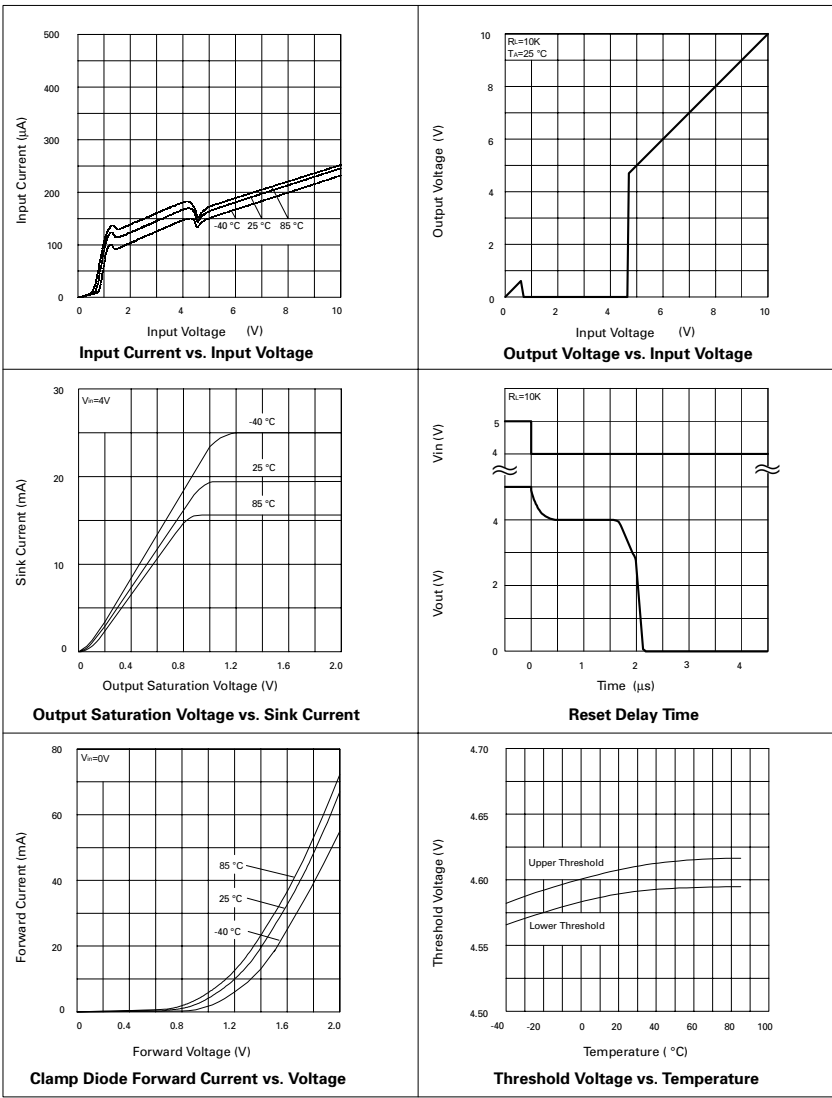 500
400
300
200
100
0
Input Current (µA)
-40 °C 25 °C 85 °C
0 2 4 6 8 10
Input Voltage (V)
Input Current vs. Input Voltage
RL=10K
TA=25 °C
10
8
6
4
2
0
Output Voltage (V)
0 2 4 6 8 10
Input Voltage (V)
Output Voltage vs. Input Voltage
Vin=4V
30
20
10
0
Sink Current (mA)
-40 °C
25 °C
85 °C
0 0.4 0.8 1.2 1.6 2.0
Output Saturation Voltage (V)
Output Saturation Voltage vs. Sink Current
RL=10K
Vin (V)
5
4
Vout (V)
4
2
0
0 1 2 3 4
Time (µs)
Reset Delay Time
Vin=0V
80
60
40
20
0
Forward Current (mA)
85 °C
25 °C
-40 °C
0 0.4 0.8 1.2 1.6 2.0
Forward Voltage (V)
Clamp Diode Forward Current vs. Voltage
4.70
4.65
4.60
4.55
4.50
Threshold Voltage (V)
Upper Threshold
Lower Threshold
-40 -20 0 20 40 60 80 100
Temperature ( °C)
Threshold Voltage vs. Temperature